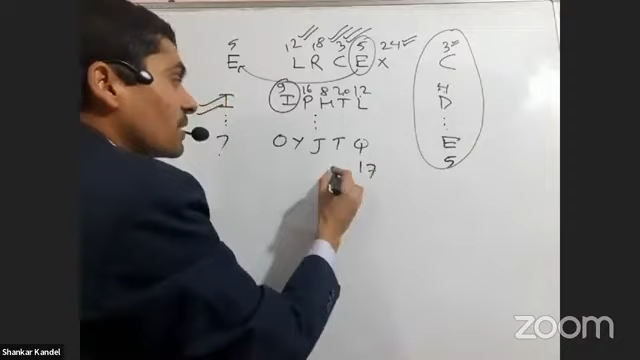 5 12 18 3 5 24 3
E L R C E X C
9 16 8 20 12 4
I I P H T L D
? O Y J T Q E
17 5
zoom
Shankar Kandel